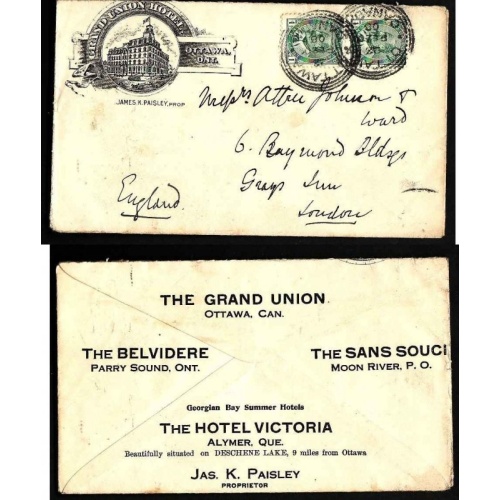 GRAND UNION HOTEL
OTTAWA,
ONT.
JAMES K. PAISLEY, PROP
Messrs Attree Johnson &
Ward
6. Raymond Bldgs
Grays Inn
London
England
THE GRAND UNION
OTTAWA, CAN.
THE BELVIDERE
PARRY SOUND, ONT.
THE SANS SOUCI
MOON RIVER, P. O.
Georgian Bay Summer Hotels
THE HOTEL VICTORIA
ALYMER, QUE.
Beautifully situated on DESCHENE LAKE, 9 miles from Ottawa
JAS. K. PAISLEY
PROPRIETOR